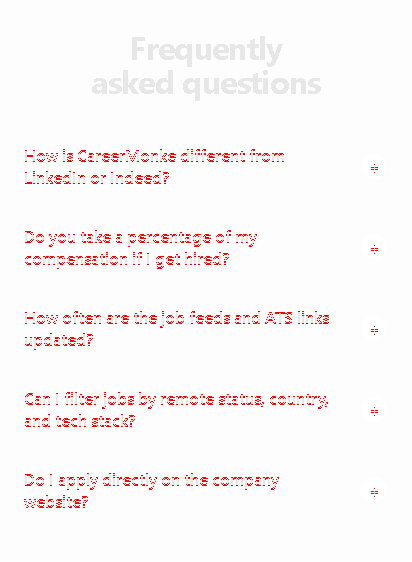 Frequently
asked questions
How is CareerMonke different from
LinkedIn or Indeed?
+
Do you take a percentage of my
compensation if I get hired?
+
How often are the job feeds and ATS links
updated?
+
Can I filter jobs by remote status, country,
and tech stack?
+
Do I apply directly on the company
website?
+